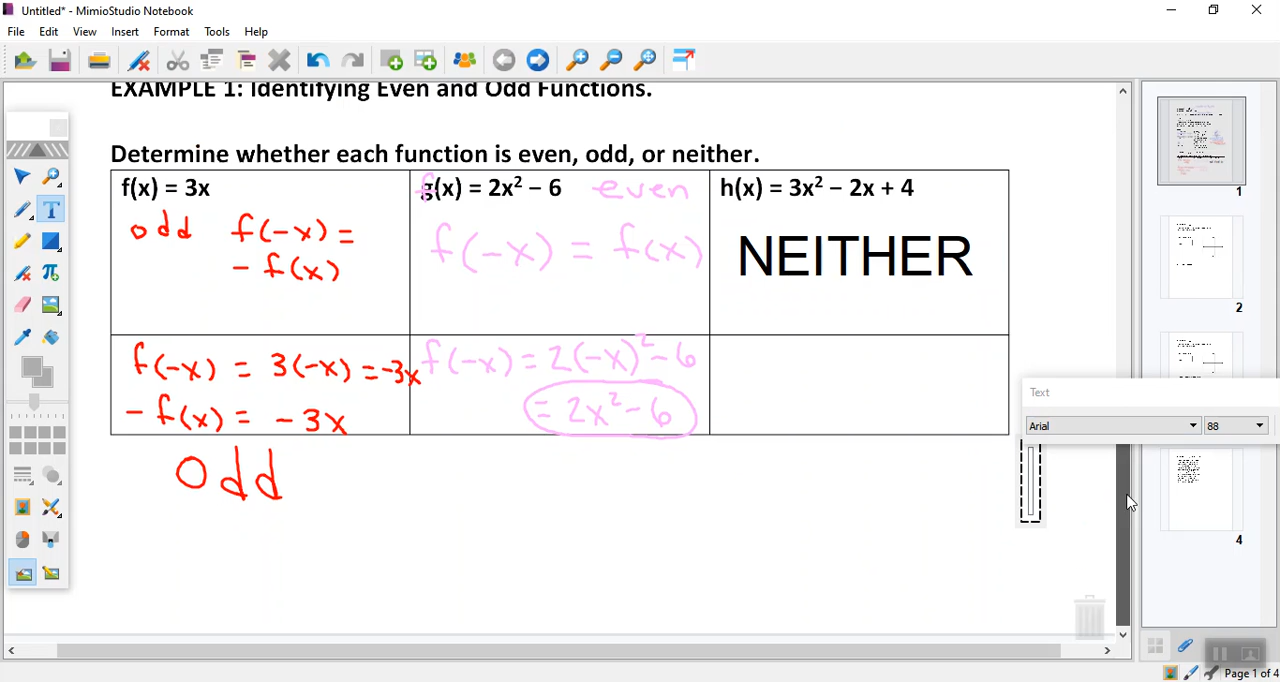 Untitled* - MimioStudio Notebook
File Edit View Insert Format Tools Help
EXAMPLE 1: Identifying Even and Odd Functions.
Determine whether each function is even, odd, or neither.
f(x) = 3x
odd f(-x) =
- f(x)
g(x) = 2x² – 6 even
f(-x) = f(x)
h(x) = 3x² – 2x + 4
NEITHER
f(-x) = 3(-x) = -3x
- f(x) = -3x
odd
f(-x) = 2(-x)² - 6
= 2x² - 6
Text
Arial 88
1
2
4
Page 1 of 4